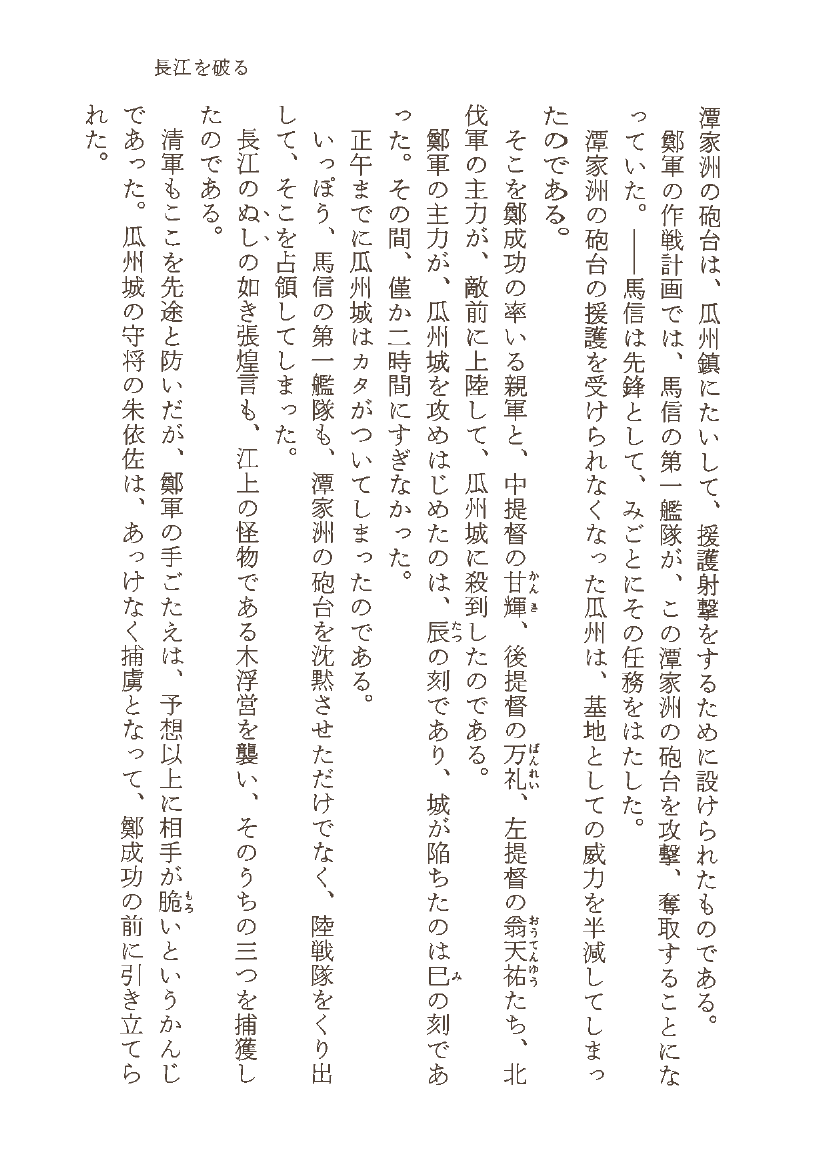 長江を破る
潭家洲の砲台は、瓜州鎮にたいして、援護射撃をするために設けられたものである。
鄭軍の作戦計画では、馬信の第一艦隊が、この潭家洲の砲台を攻撃、奪取することにな
っていた。――馬信は先鋒として、みごとにその任務をはたした。
潭家洲の砲台の援護を受けられなくなった瓜州は、基地としての威力を半減してしまっ
たのである。
そこを鄭成功の率いる親軍と、中提督の甘輝かんき、後提督の万礼ばんれい、左提督の翁天祐おうてんゆうたち、北
伐軍の主力が、敵前に上陸して、瓜州城に殺到したのである。
鄭軍の主力が、瓜州城を攻めはじめたのは、辰たつの刻であり、城が陥ちたのは巳みの刻であ
った。その間、僅か二時間にすぎなかった。
正午までに瓜州城はカタがついてしまったのである。
いっぽう、馬信の第一艦隊も、潭家洲の砲台を沈黙させただけでなく、陸戦隊をくり出
して、そこを占領してしまった。
長江のぬしの如き張煌言も、江上の怪物である木浮営を襲い、そのうちの三つを捕獲し
たのである。
清軍もここを先途と防いだが、鄭軍の手ごたえは、予想以上に相手が脆もろいというかんじ
であった。瓜州城の守将の朱依佐は、あっけなく捕虜となって、鄭成功の前に引き立てら
れた。